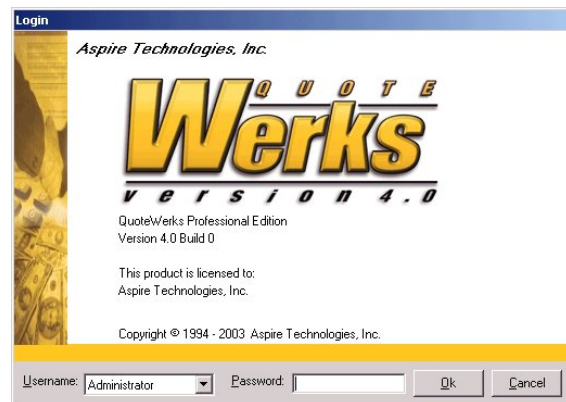 Login
Aspire Technologies, Inc.
QUOTE
Werks
version 4.0
QuoteWerks Professional Edition
Version 4.0 Build 0
This product is licensed to:
Aspire Technologies, Inc.
Copyright © 1994 - 2003 Aspire Technologies, Inc.
Username: Administrator Password: Ok Cancel